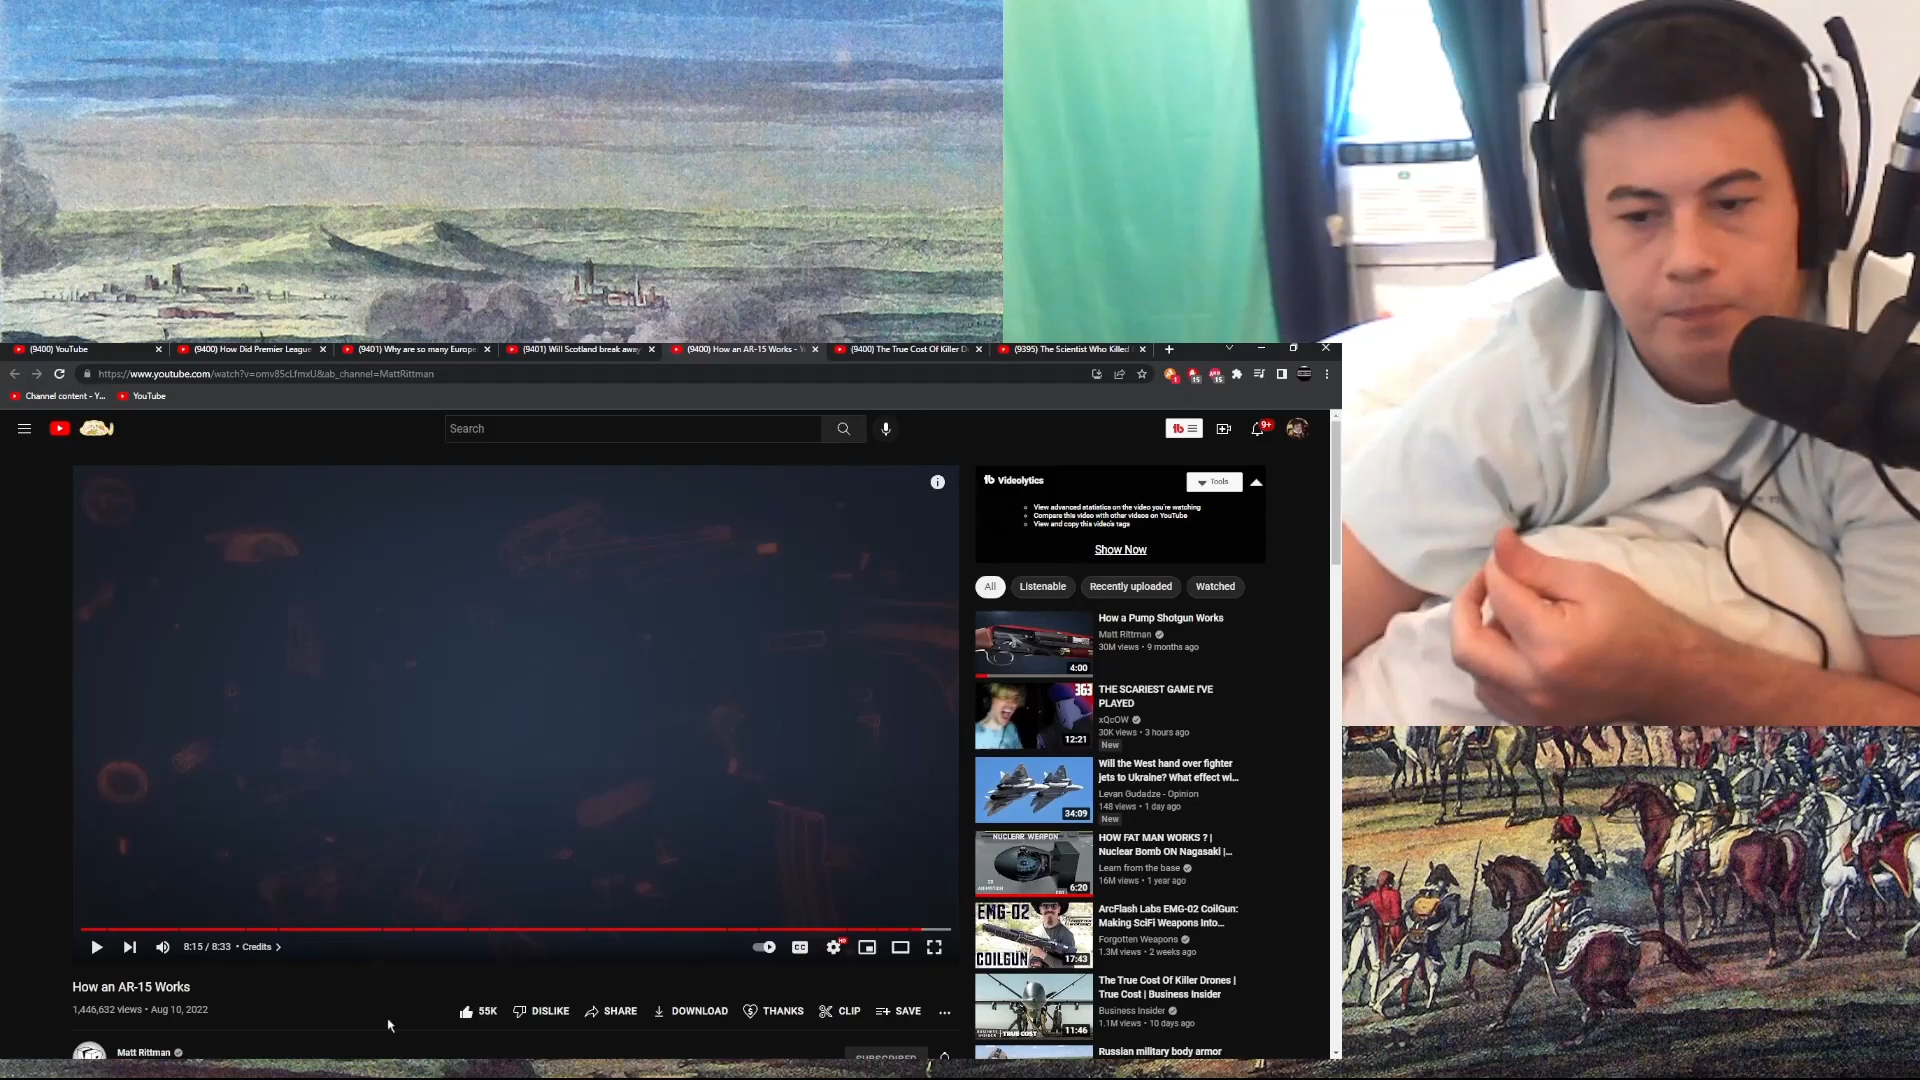 (9400) YouTube
(9400) How Did Premier League
(9401) Why are so many Europe
(9401) Will Scotland break away
(9400) How an AR-15 Works - Y
(9400) The True Cost Of Killer D
(9395) The Scientist Who Killed
https://www.youtube.com/watch?v=omv85cLfmxU&ab_channel=MattRittman
Channel content - Y...
YouTube
Search
9+
Videolytics
Tools
View advanced statistics on the video you're watching
Compare this video with other videos on YouTube
View and copy this video's tags
Show Now
All
Listenable
Recently uploaded
Watched
How a Pump Shotgun Works
Matt Rittman
30M views • 9 months ago
4:00
THE SCARIEST GAME I'VE
PLAYED
xQcOW
30K views • 3 hours ago
New
363
12:21
Will the West hand over fighter
jets to Ukraine? What effect wi...
Levan Gudadze - Opinion
148 views • 1 day ago
New
34:09
NUCLEAR WEAPON
HOW FAT MAN WORKS ? |
Nuclear Bomb ON Nagasaki |...
Learn from the base
16M views • 1 year ago
6:20
EMG-02
COILGUN
17:43
ArcFlash Labs EMG-02 CoilGun:
Making SciFi Weapons Into...
Forgotten Weapons
1.3M views • 2 weeks ago
The True Cost Of Killer Drones |
True Cost | Business Insider
Business Insider
1.1M views • 10 days ago
TRUE COST
11:46
Russian military body armor
8:15 / 8:33 • Credits
CC
HD
How an AR-15 Works
1,446,632 views • Aug 10, 2022
55K
DISLIKE
SHARE
DOWNLOAD
THANKS
CLIP
SAVE
Matt Rittman
SUBSCRIBED